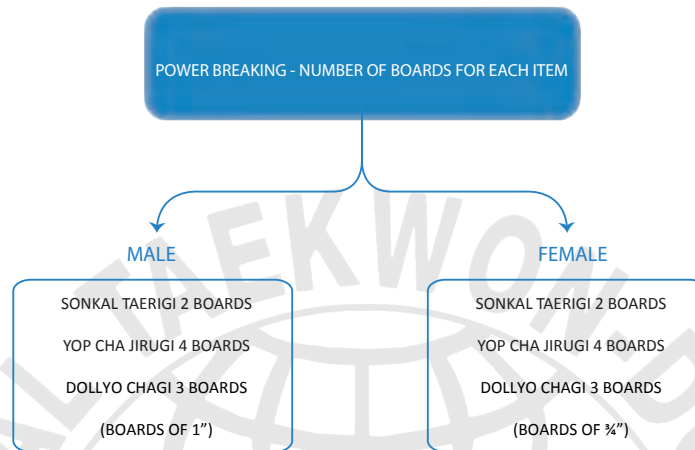 POWER BREAKING - NUMBER OF BOARDS FOR EACH ITEM
MALE
SONKAL TAERIGI 2 BOARDS
YOP CHA JIRUGI 4 BOARDS
DOLLYO CHAGI 3 BOARDS
(BOARDS OF 1”)
FEMALE
SONKAL TAERIGI 2 BOARDS
YOP CHA JIRUGI 4 BOARDS
DOLLYO CHAGI 3 BOARDS
(BOARDS OF ¾”)
AL TAEKWON-D